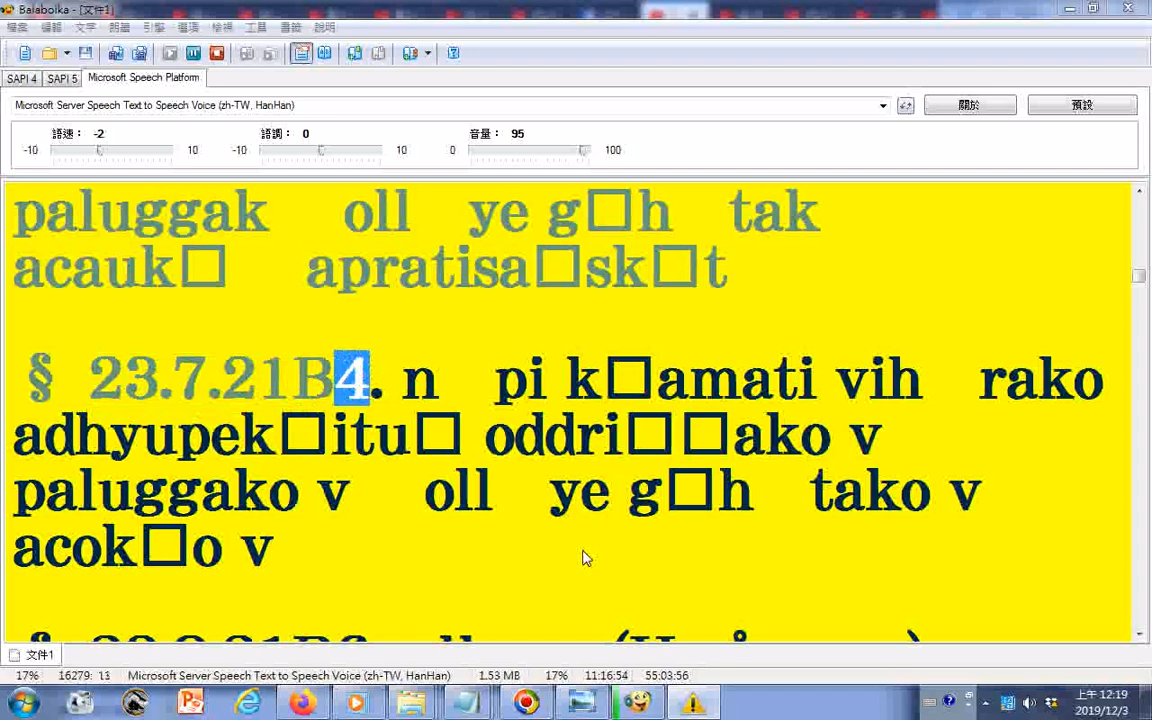 Balabolka - [文件1]
檔案 編輯 文字 朗讀 引擎 選項 檢視 工具 書籤 說明
SAPI 4 SAPI 5 Microsoft Speech Platform
Microsoft Server Speech Text to Speech Voice (zh-TW, HanHan) 關於 預設
語速： -2 語調： 0 音量： 95
-10 10 -10 10 0 100
paluggak oll ye g□h tak
acauk□ apratisa□sk□t
§ 23.7.21B4. n pi k□amati vih rako
adhyupek□itu□ oddri□□ako v
paluggako v oll ye g□h tako v
acok□o v
文件1
17% 16279: 13 Microsoft Server Speech Text to Speech Voice (zh-TW, HanHan) 1.53 MB 17% 11:16:54 55:03:56
上午 12:19
2019/12/3